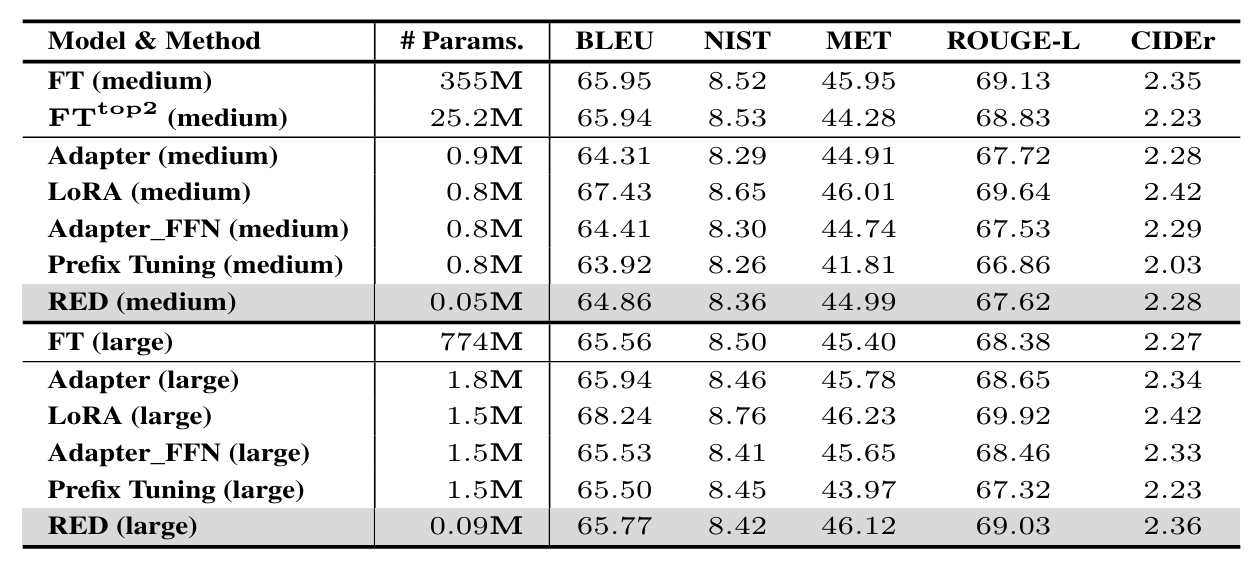 Model & Method # Params. BLEU NIST MET ROUGE-L CIDEr
FT (medium) 355M 65.95 8.52 45.95 69.13 2.35
FT^top2 (medium) 25.2M 65.94 8.53 44.28 68.83 2.23
Adapter (medium) 0.9M 64.31 8.29 44.91 67.72 2.28
LoRA (medium) 0.8M 67.43 8.65 46.01 69.64 2.42
Adapter_FFN (medium) 0.8M 64.41 8.30 44.74 67.53 2.29
Prefix Tuning (medium) 0.8M 63.92 8.26 41.81 66.86 2.03
RED (medium) 0.05M 64.86 8.36 44.99 67.62 2.28
FT (large) 774M 65.56 8.50 45.40 68.38 2.27
Adapter (large) 1.8M 65.94 8.46 45.78 68.65 2.34
LoRA (large) 1.5M 68.24 8.76 46.23 69.92 2.42
Adapter_FFN (large) 1.5M 65.53 8.41 45.65 68.46 2.33
Prefix Tuning (large) 1.5M 65.50 8.45 43.97 67.32 2.23
RED (large) 0.09M 65.77 8.42 46.12 69.03 2.36